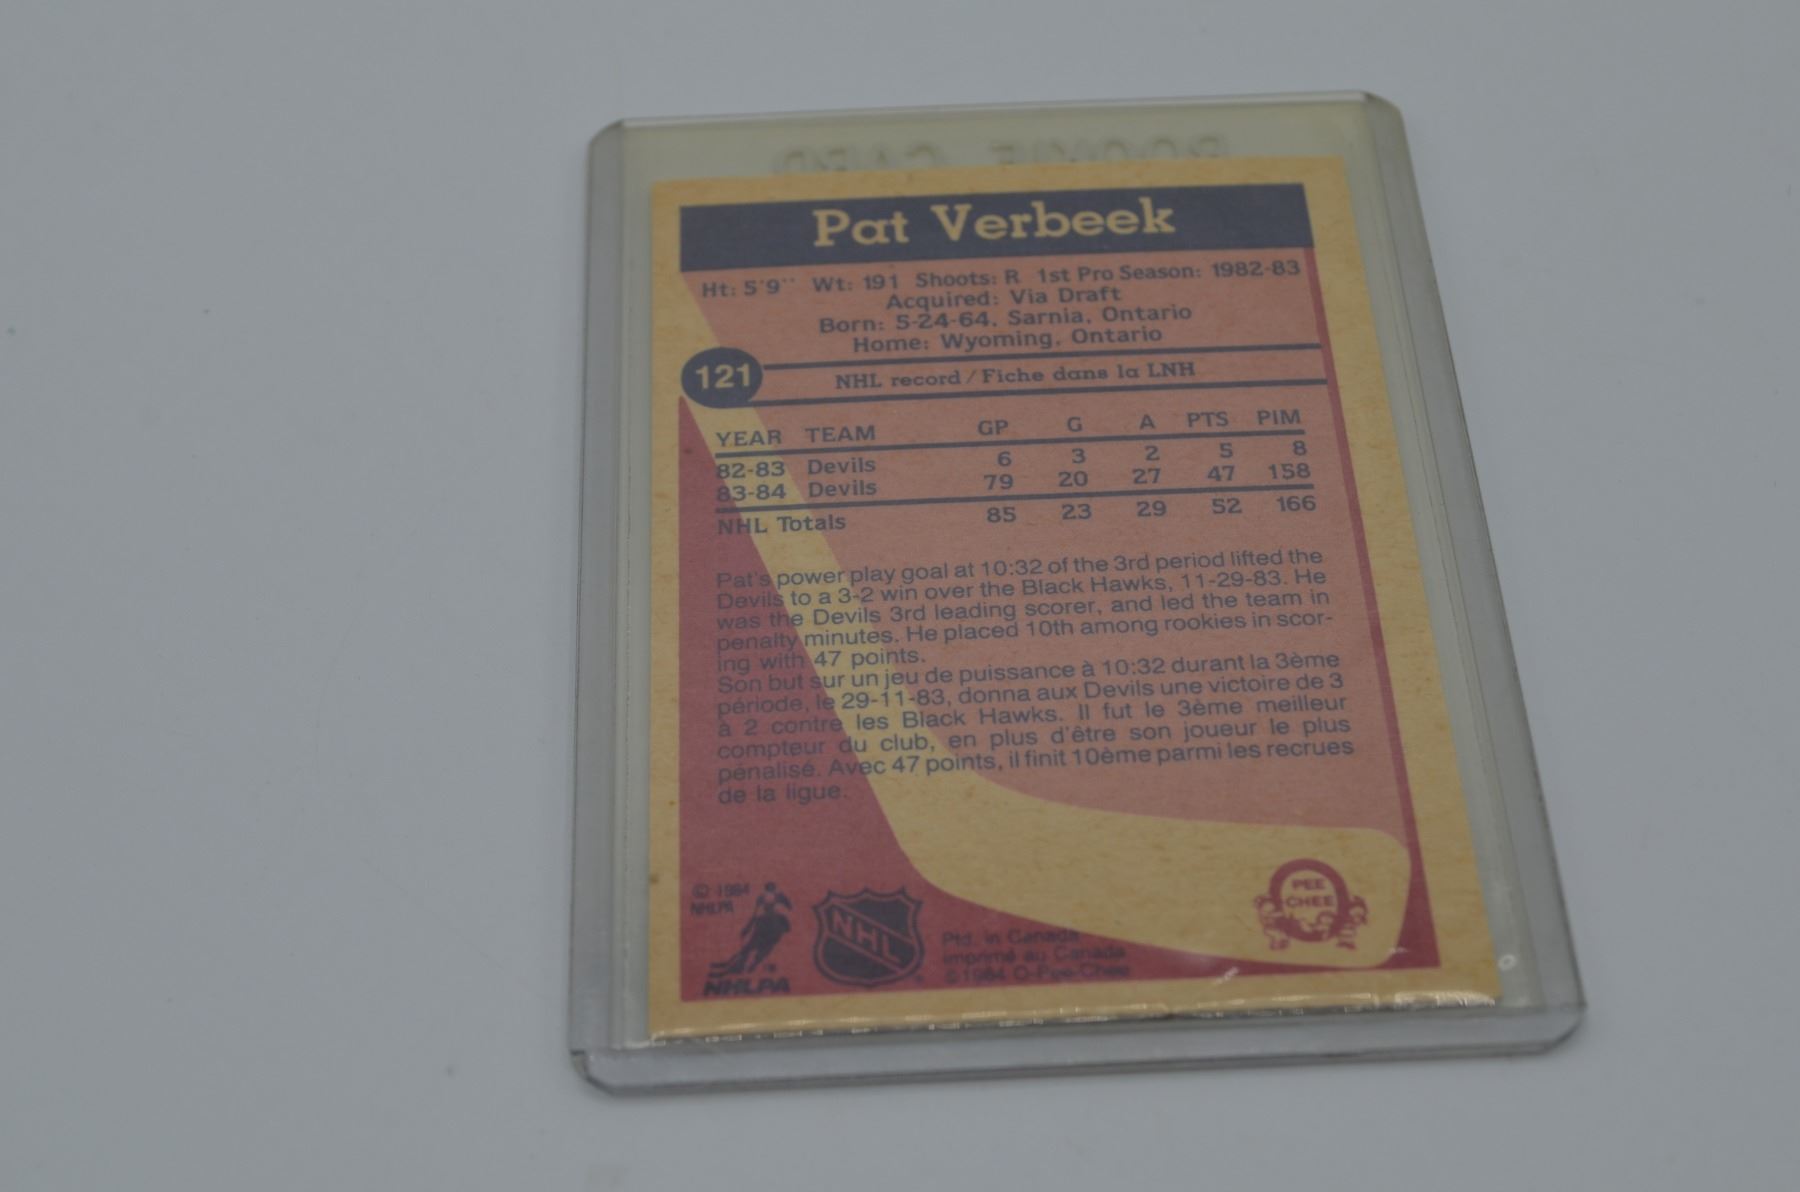 ROOKIE CARD
Pat Verbeek
Ht: 5'9" Wt: 191 Shoots: R 1st Pro Season: 1982-83
Acquired: Via Draft
Born: 5-24-64, Sarnia, Ontario
Home: Wyoming, Ontario
121 NHL record/Fiche dans la LNH
YEAR TEAM GP G A PTS PIM
82-83 Devils 6 3 2 5 8
83-84 Devils 79 20 27 47 158
NHL Totals 85 23 29 52 166
Pat's power play goal at 10:32 of the 3rd period lifted the
Devils to a 3-2 win over the Black Hawks, 11-29-83. He
was the Devils 3rd leading scorer, and led the team in
penalty minutes. He placed 10th among rookies in scor-
ing with 47 points.
Son but sur un jeu de puissance à 10:32 durant la 3ème
période, le 29-11-83, donna aux Devils une victoire de 3
à 2 contre les Black Hawks. Il fut le 3ème meilleur
compteur du club, en plus d'être son joueur le plus
pénalisé. Avec 47 points, il finit 10ème parmi les recrues
de la ligue.
© 1984
NHLPA
NHLPA
NHL
Ptd. in Canada
imprimé au Canada
© 1984 O-Pee-Chee
PEE
CHEE